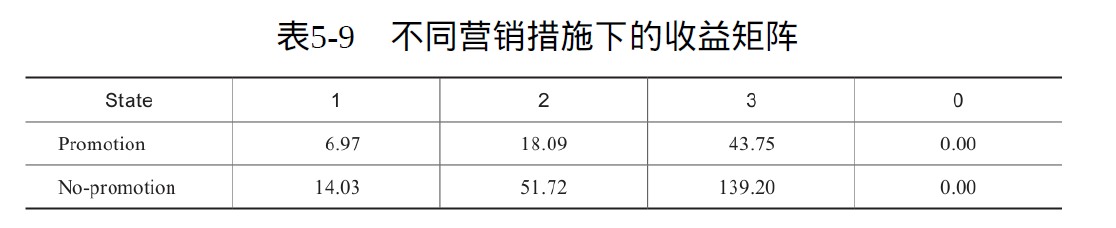 表5-9 不同营销措施下的收益矩阵
State 1 2 3 0
Promotion 6.97 18.09 43.75 0.00
No-promotion 14.03 51.72 139.20 0.00